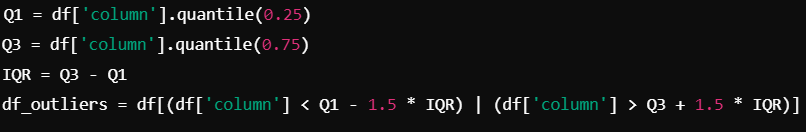 Q1 = df['column'].quantile(0.25)
Q3 = df['column'].quantile(0.75)
IQR = Q3 - Q1
df_outliers = df[(df['column'] < Q1 - 1.5 * IQR) | (df['column'] > Q3 + 1.5 * IQR)]